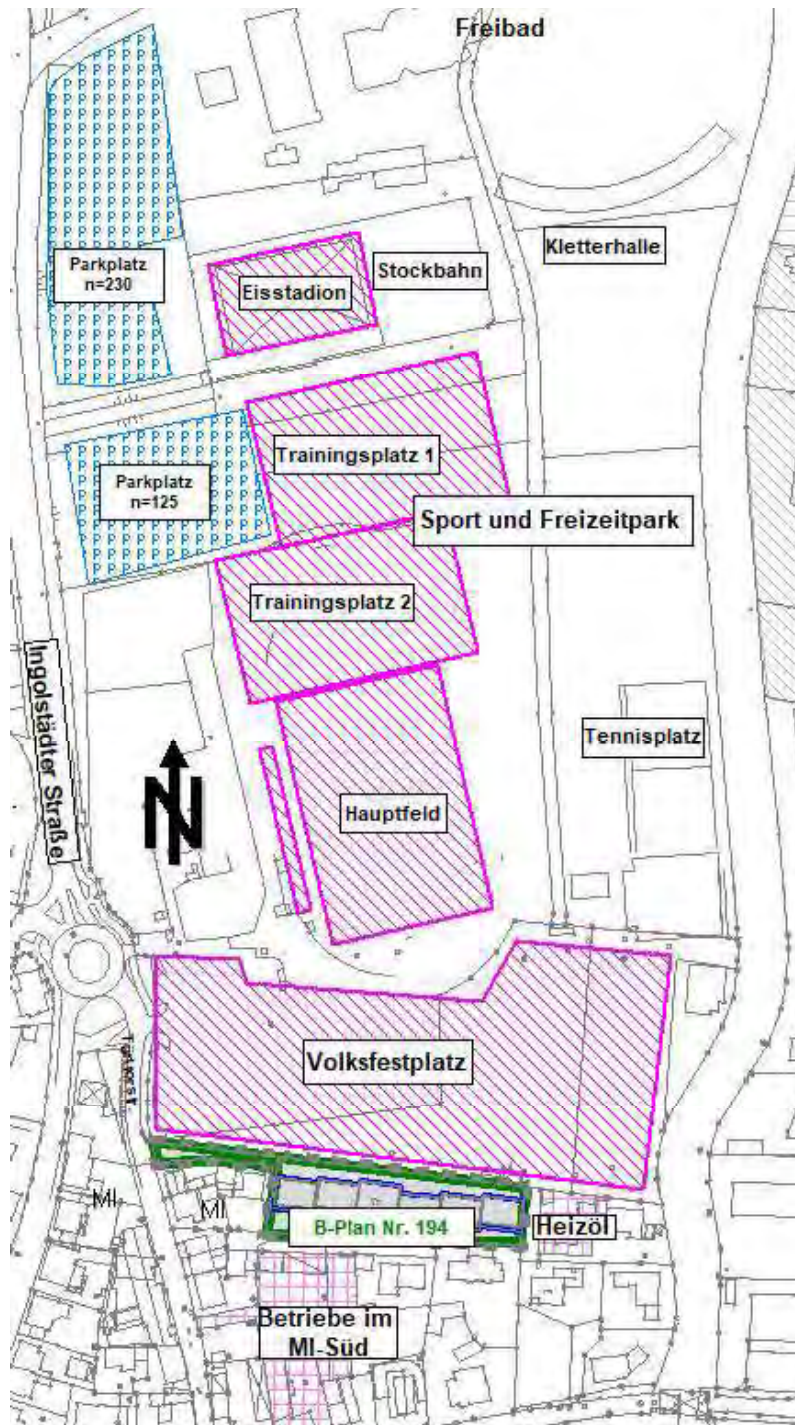 Freibad
Parkplatz
n=230
Eisstadion
Stockbahn
Kletterhalle
Parkplatz
n=125
Trainingsplatz 1
Sport und Freizeitpark
Trainingsplatz 2
Ingolstädter Straße
N
Tennisplatz
Hauptfeld
Volksfestplatz
MI
MI
B-Plan Nr. 194
Heizöl
Betriebe im
MI-Süd